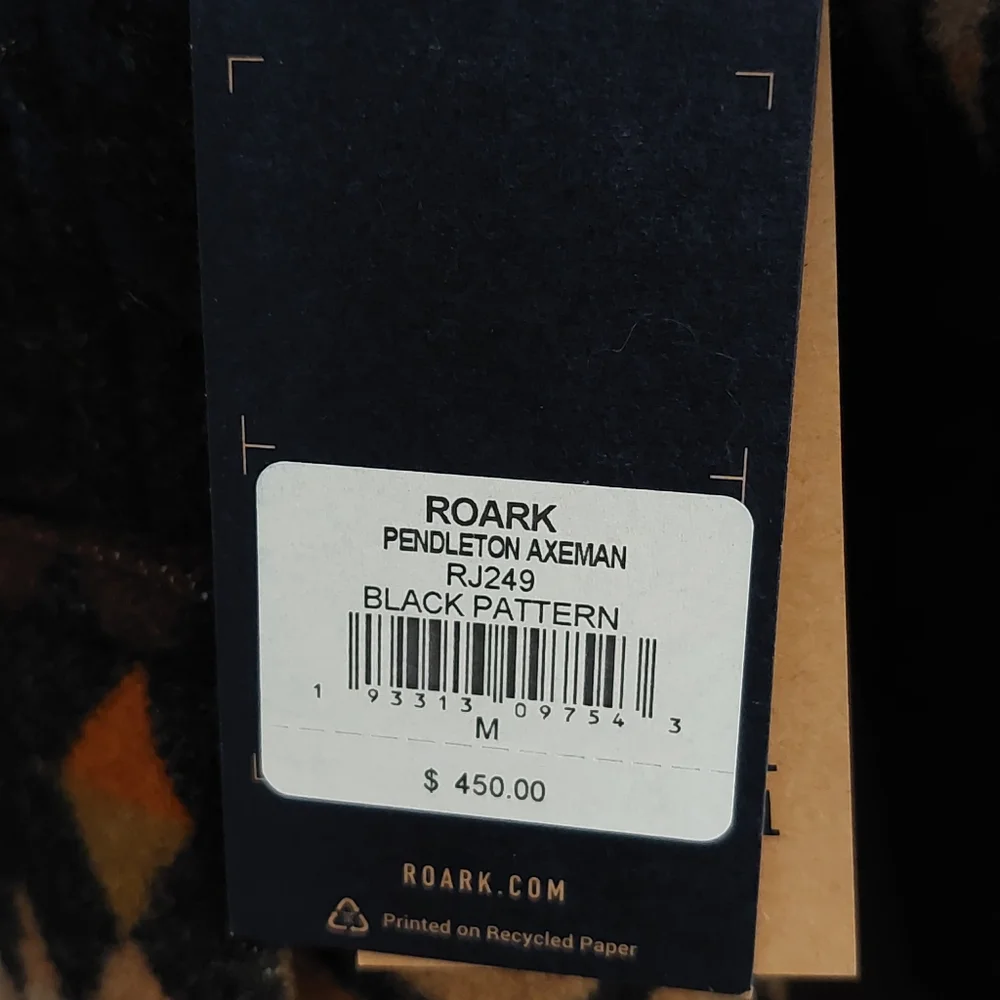 ROARK
PENDLETON AXEMAN
RJ249
BLACK PATTERN
1 93313 09754 3
M
$ 450.00
ROARK.COM
Printed on Recycled Paper